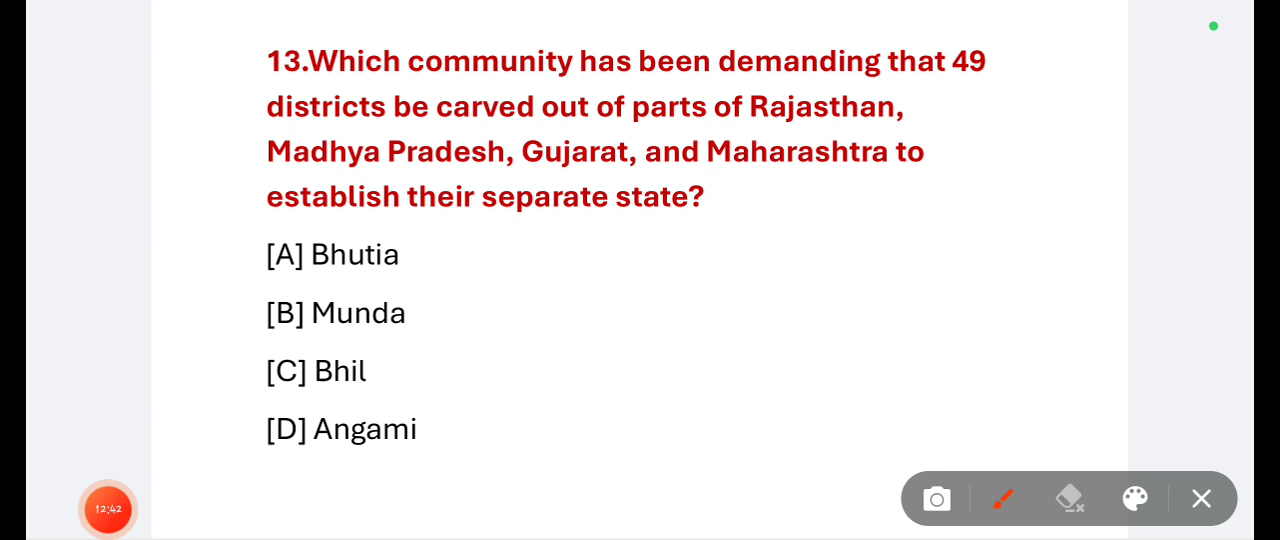 13.Which community has been demanding that 49
districts be carved out of parts of Rajasthan,
Madhya Pradesh, Gujarat, and Maharashtra to
establish their separate state?
[A] Bhutia
[B] Munda
[C] Bhil
[D] Angami
12:42